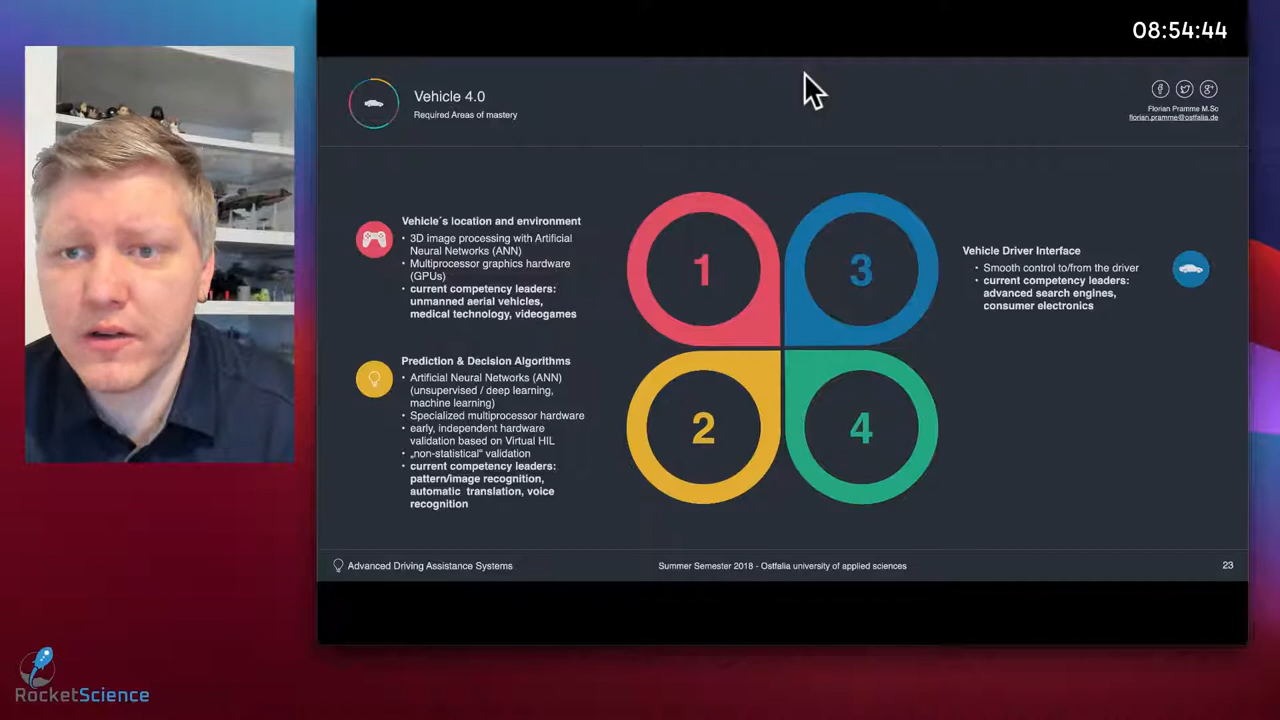 08:54:44
Vehicle 4.0
Required Areas of mastery
Florian Pramme M.Sc
florian.pramme@ostfalia.de
Vehicle´s location and environment
• 3D image processing with Artificial
Neural Networks (ANN)
• Multiprocessor graphics hardware
(GPUs)
• current competency leaders:
unmanned aerial vehicles,
medical technology, videogames
Prediction & Decision Algorithms
• Artificial Neural Networks (ANN)
(unsupervised / deep learning,
machine learning)
• Specialized multiprocessor hardware
• early, independent hardware
validation based on Virtual HIL
• „non-statistical" validation
• current competency leaders:
pattern/image recognition,
automatic translation, voice
recognition
1
3
2
4
Vehicle Driver Interface
• Smooth control to/from the driver
• current competency leaders:
advanced search engines,
consumer electronics
Advanced Driving Assistance Systems
Summer Semester 2018 - Ostfalia university of applied sciences
23
RocketScience